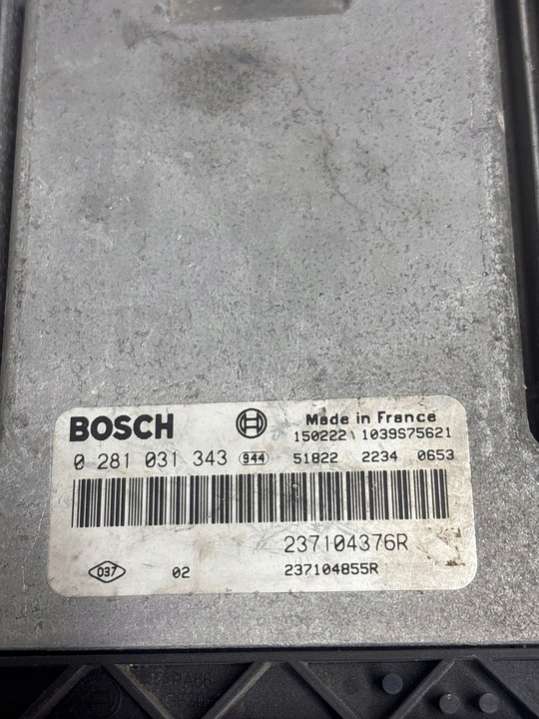 BOSCH
Made in France
150222\1039S75621
0 281 031 343 944 51822 2234 0653
237104376R
037 02 237104855R